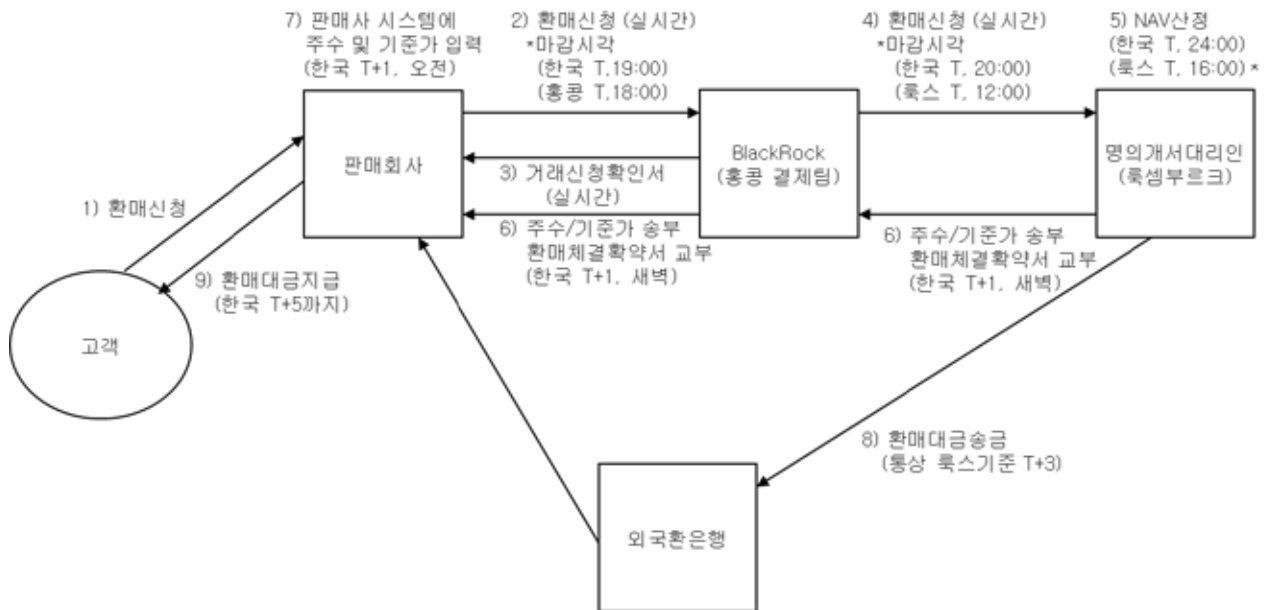 7) 판매사 시스템에
주수 및 기준가 입력
(한국 T+1, 오전)
2) 환매신청 (실시간)
*마감시각
(한국 T,19:00)
(홍콩 T,18:00)
4) 환매신청 (실시간)
*마감시각
(한국 T, 20:00)
(룩스 T, 12:00)
5) NAV산정
(한국 T, 24:00)
(룩스 T, 16:00) *
판매회사
BlackRock
(홍콩 결제팀)
명의개서대리인
(룩셈부르크)
3) 거래신청확인서
(실시간)
1) 환매신청
6) 주수/기준가 송부
환매체결확약서 교부
(한국 T+1, 새벽)
6) 주수/기준가 송부
환매체결확약서 교부
(한국 T+1, 새벽)
9) 환매대금지급
(한국 T+5까지)
고객
8) 환매대금송금
(통상 룩스기준 T+3)
외국환은행